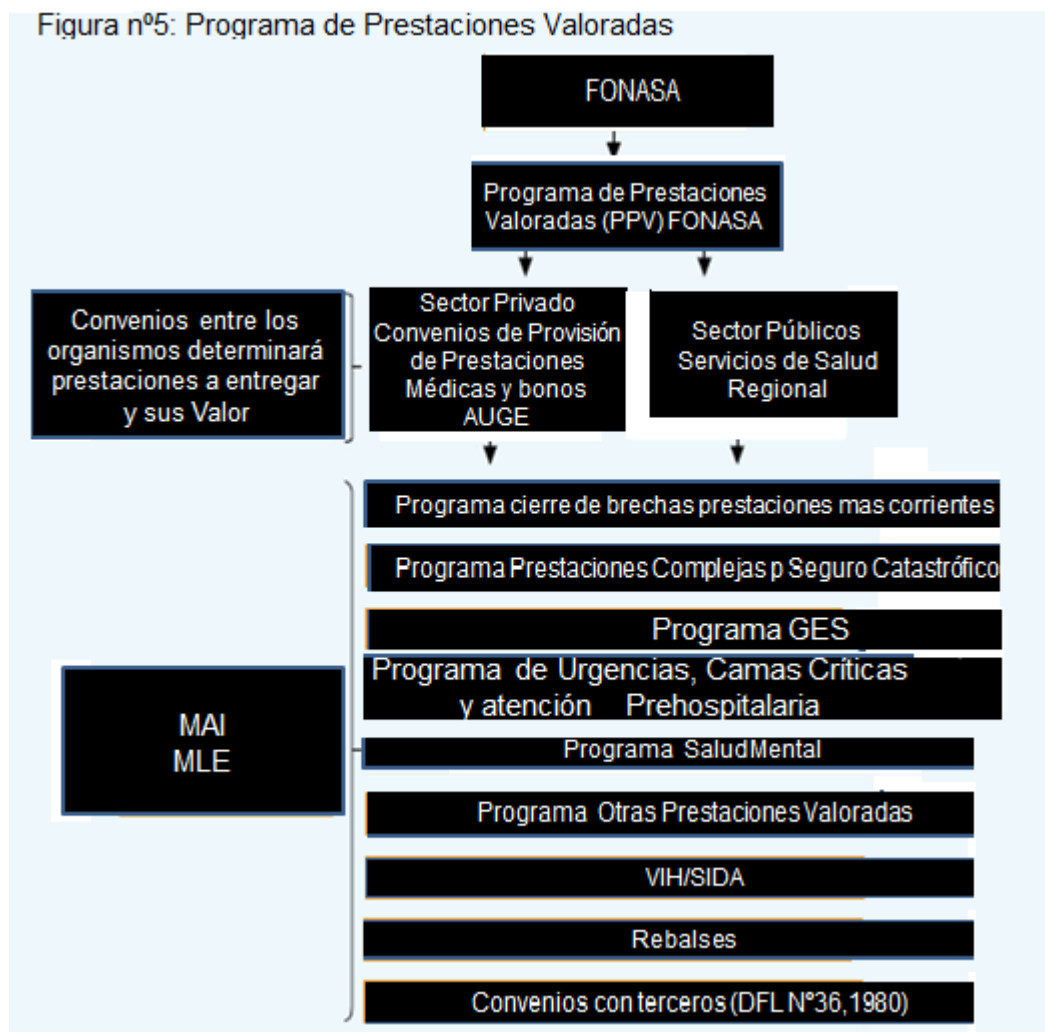 Figura nº5: Programa de Prestaciones Valoradas
FONASA
Programa de Prestaciones
Valoradas (PPV) FONASA
Convenios entre los
organismos determinará
prestaciones a entregar
y sus Valor
Sector Privado
Convenios de Provisión
de Prestaciones
Médicas y bonos
AUGE
Sector Públicos
Servicios de Salud
Regional
MAI
MLE
Programa cierre de brechas prestaciones mas corrientes
Programa Prestaciones Complejas p Seguro Catastrófico
Programa GES
Programa de Urgencias, Camas Críticas
y atención Prehospitalaria
Programa Salud Mental
Programa Otras Prestaciones Valoradas
VIH/SIDA
Rebalses
Convenios con terceros (DFL Nº36,1980)